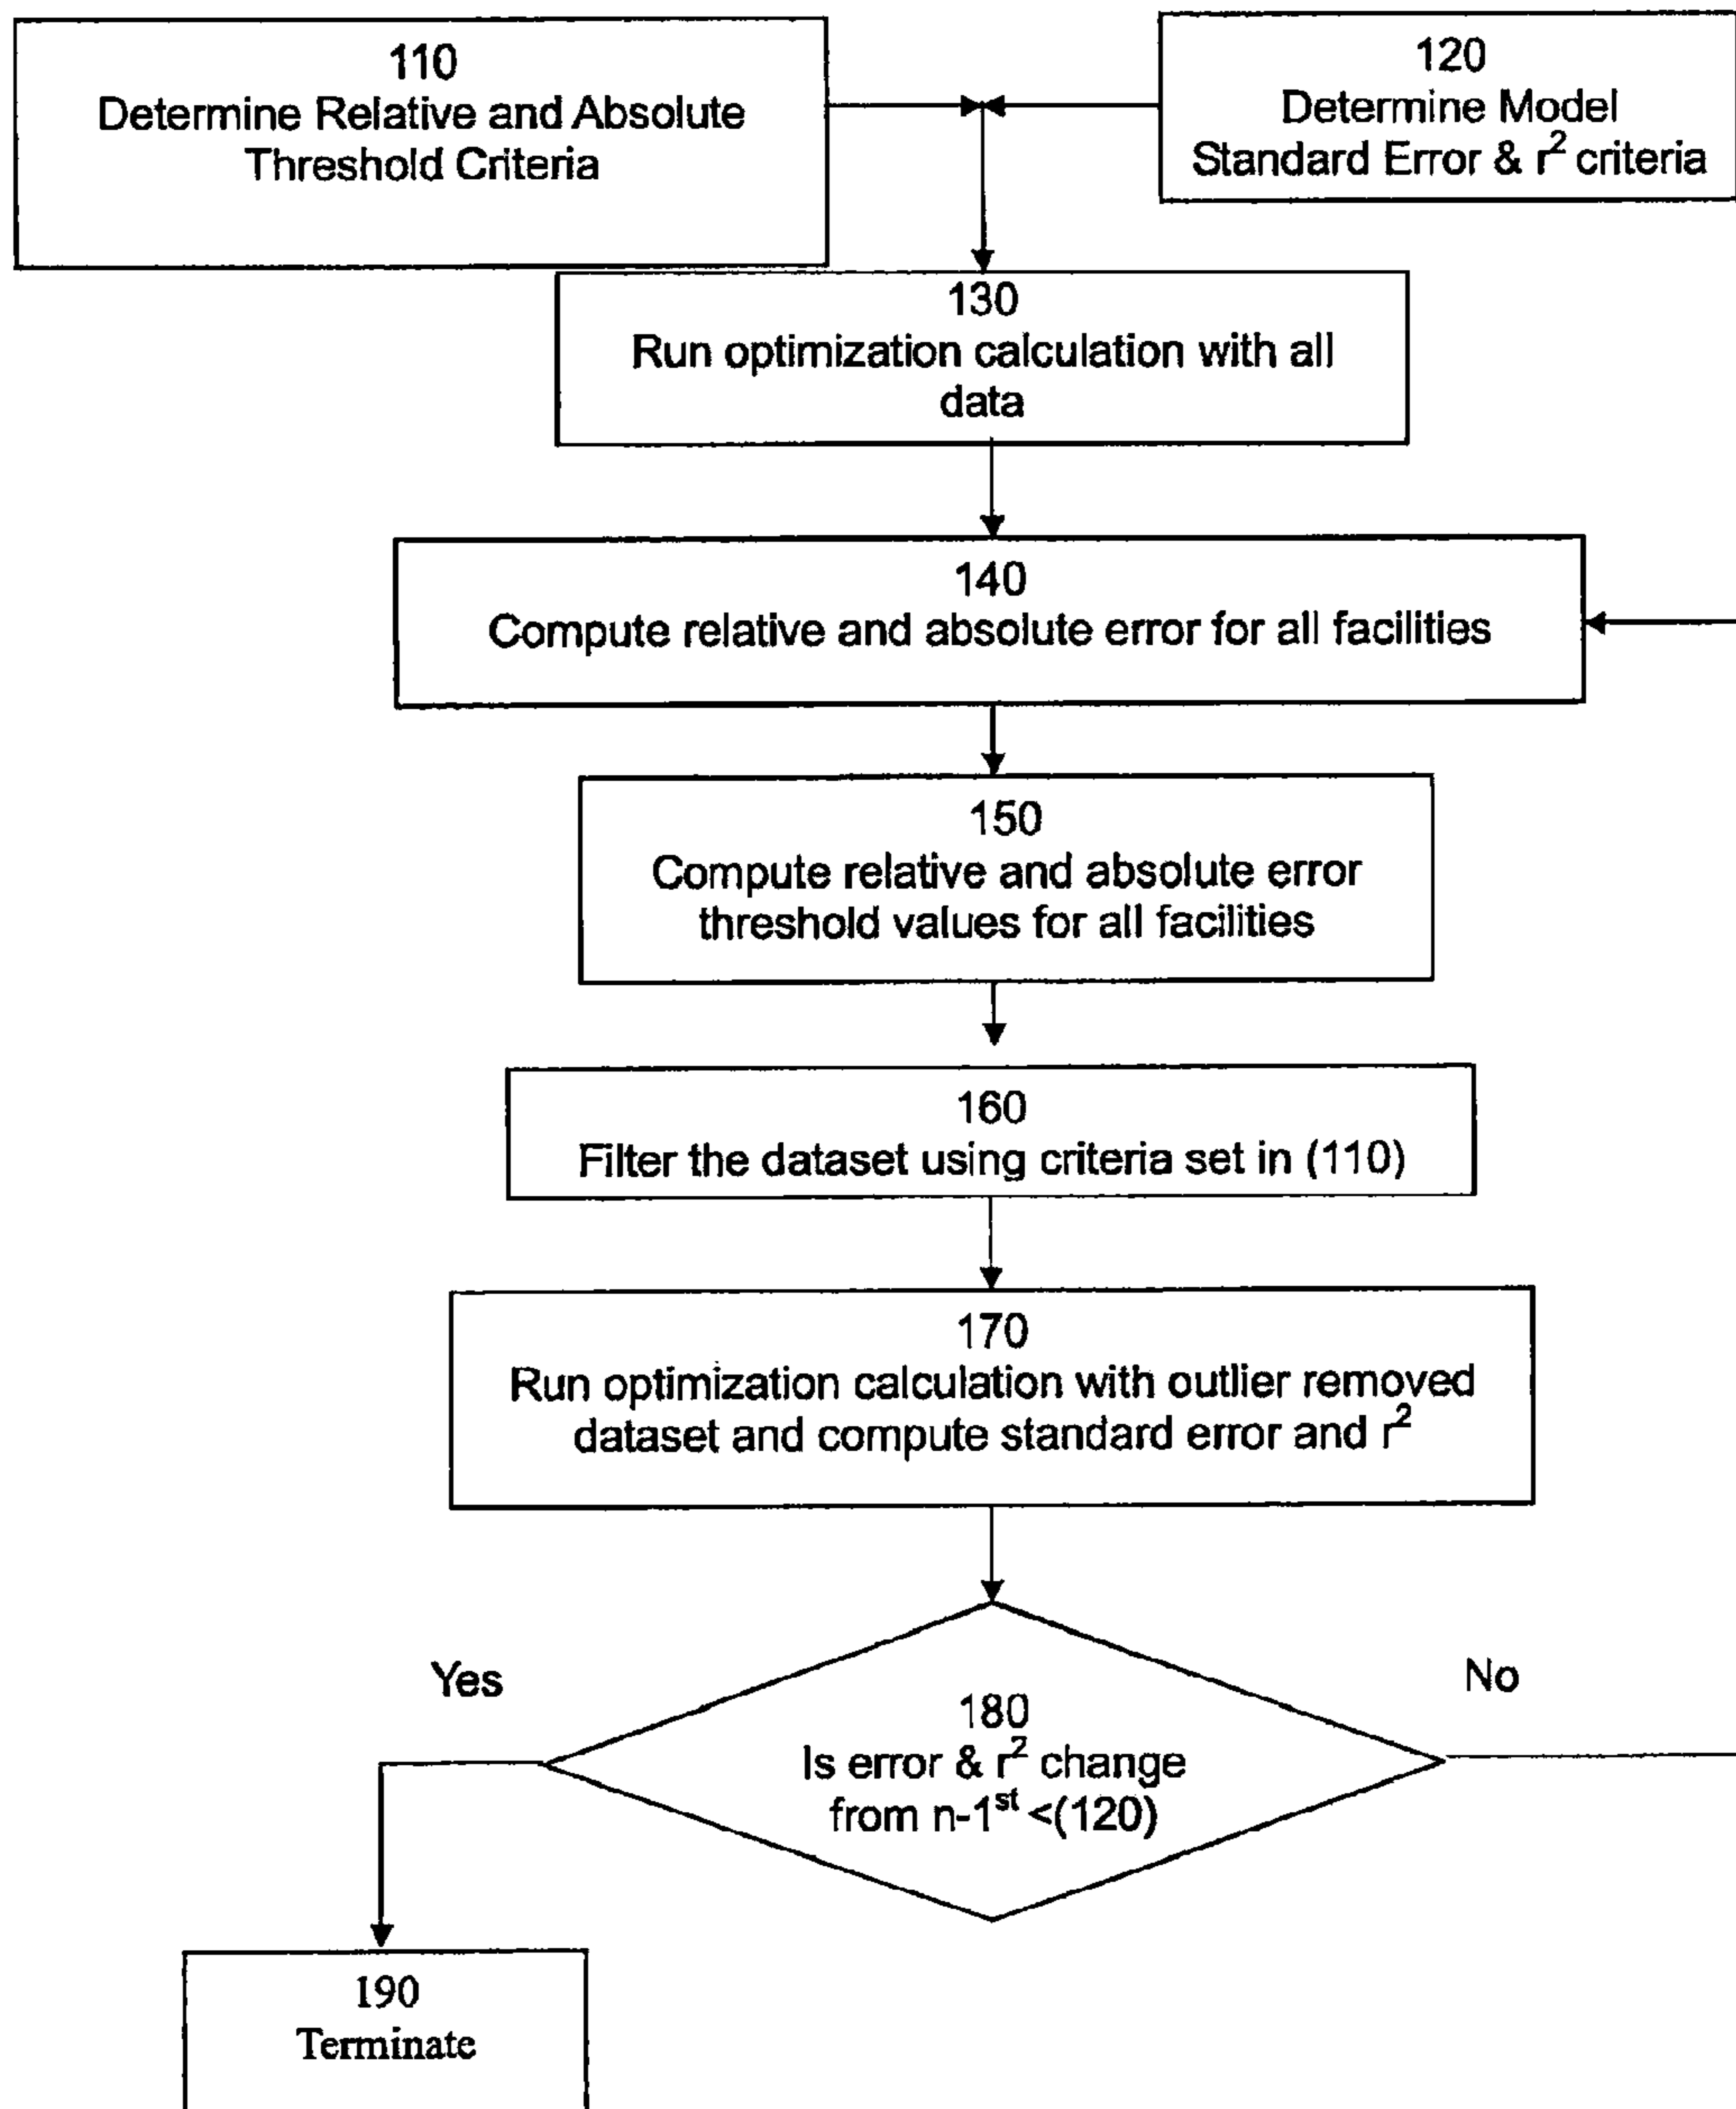 110
Determine Relative and Absolute
Threshold Criteria
120
Determine Model
Standard Error & r² criteria
130
Run optimization calculation with all
data
140
Compute relative and absolute error for all facilities
150
Compute relative and absolute error
threshold values for all facilities
160
Filter the dataset using criteria set in (110)
170
Run optimization calculation with outlier removed
dataset and compute standard error and r²
Yes
No
180
Is error & r² change
from n-1st <(120)
190
Terminate